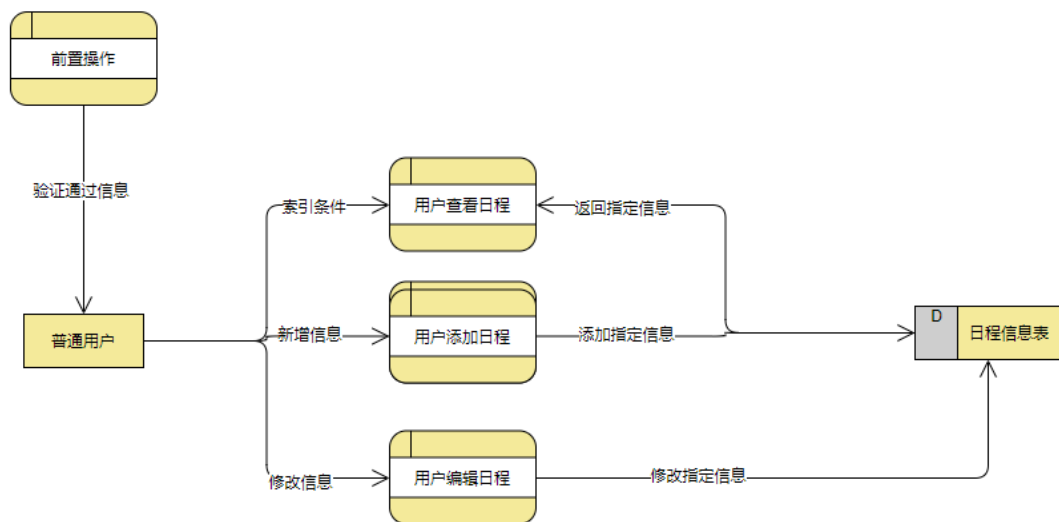 前置操作
验证通过信息
索引条件
用户查看日程
返回指定信息
普通用户
新增信息
用户添加日程
添加指定信息
D
日程信息表
修改信息
用户编辑日程
修改指定信息